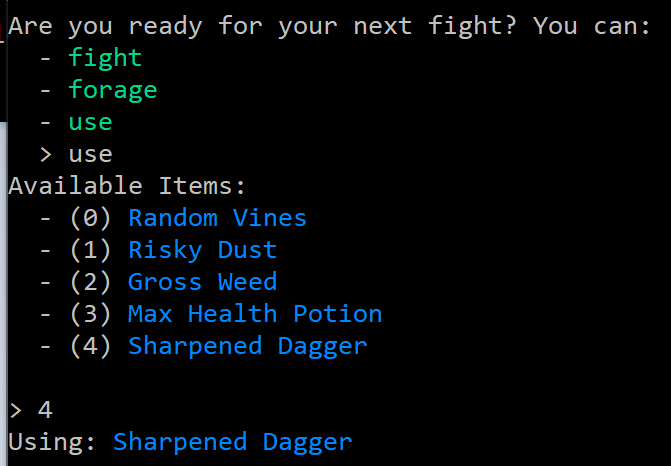 Are you ready for your next fight? You can:
- fight
- forage
- use
> use
Available Items:
- (0) Random Vines
- (1) Risky Dust
- (2) Gross Weed
- (3) Max Health Potion
- (4) Sharpened Dagger
> 4
Using: Sharpened Dagger